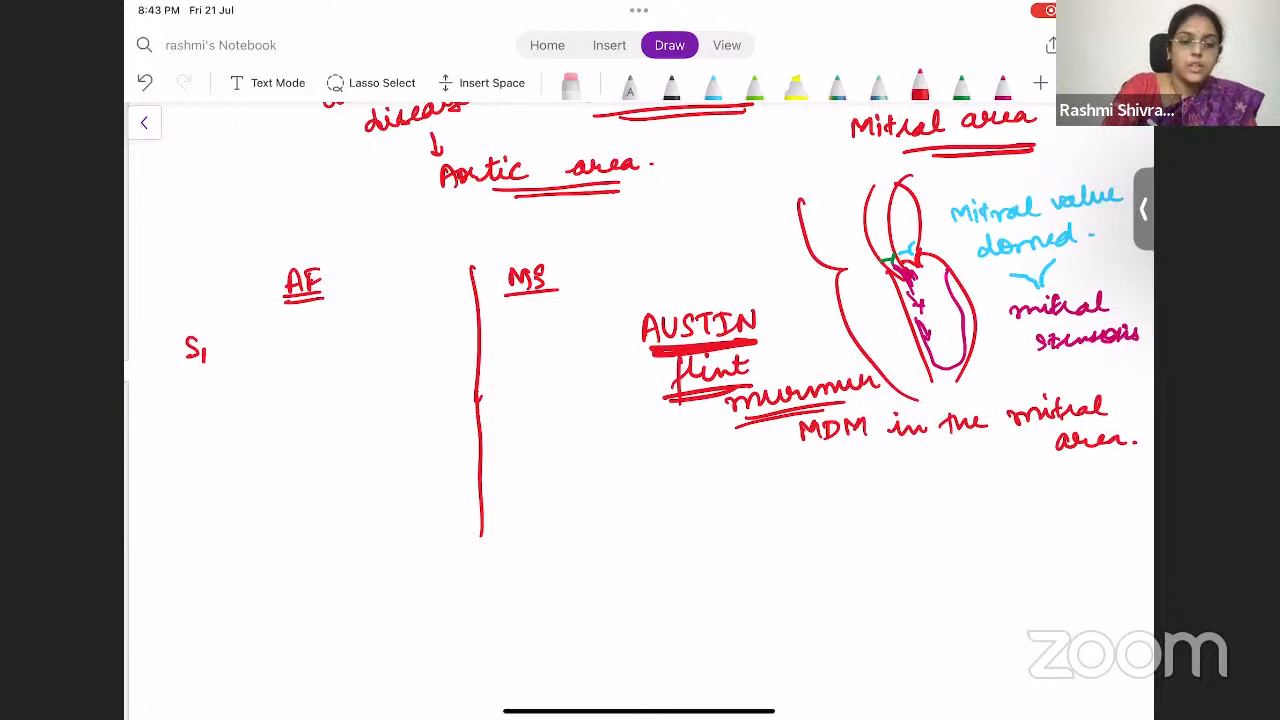 8:43 PM Fri 21 Jul
rashmi's Notebook
Home Insert Draw View
Text Mode Lasso Select Insert Space
A
Rashmi Shivra...
disease
Aortic area.
Mitral area
AF
MS
S1
AUSTIN
flint
murmur
Mitral value
domed.
mitral
stenosis
MDM in the mitral
area.
zoom